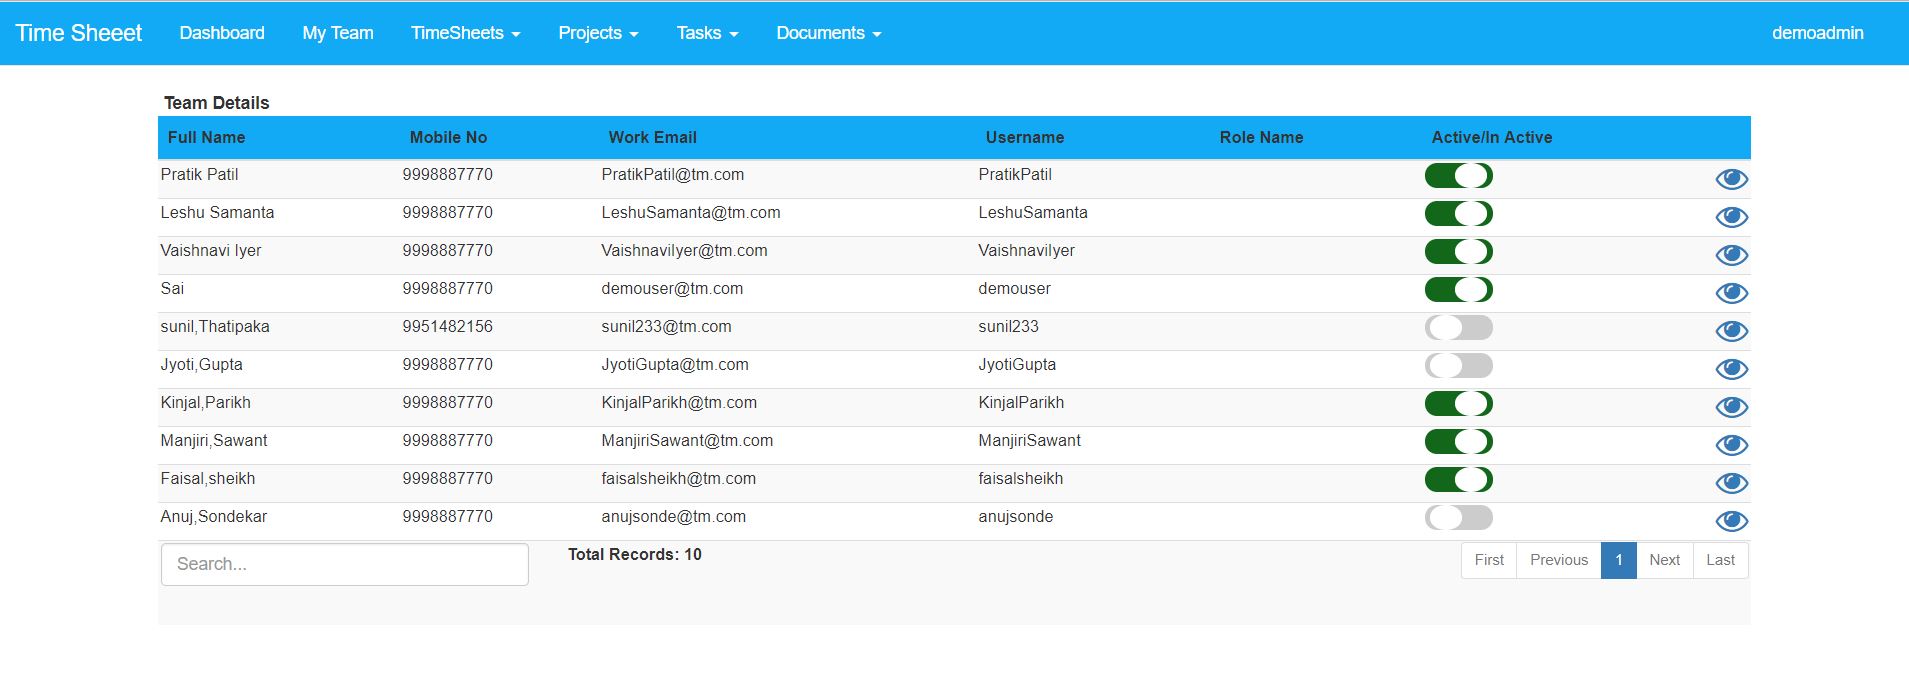 Time Sheeet Dashboard My Team TimeSheets Projects Tasks Documents demoadmin
Team Details
Full Name Mobile No Work Email Username Role Name Active/In Active
Pratik Patil 9998887770 PratikPatil@tm.com PratikPatil
Leshu Samanta 9998887770 LeshuSamanta@tm.com LeshuSamanta
Vaishnavi Iyer 9998887770 VaishnaviIyer@tm.com VaishnaviIyer
Sai 9998887770 demouser@tm.com demouser
sunil,Thatipaka 9951482156 sunil233@tm.com sunil233
Jyoti,Gupta 9998887770 JyotiGupta@tm.com JyotiGupta
Kinjal,Parikh 9998887770 KinjalParikh@tm.com KinjalParikh
Manjiri,Sawant 9998887770 ManjiriSawant@tm.com ManjiriSawant
Faisal,sheikh 9998887770 faisalsheikh@tm.com faisalsheikh
Anuj,Sondekar 9998887770 anujsonde@tm.com anujsonde
Search... Total Records: 10 First Previous 1 Next Last